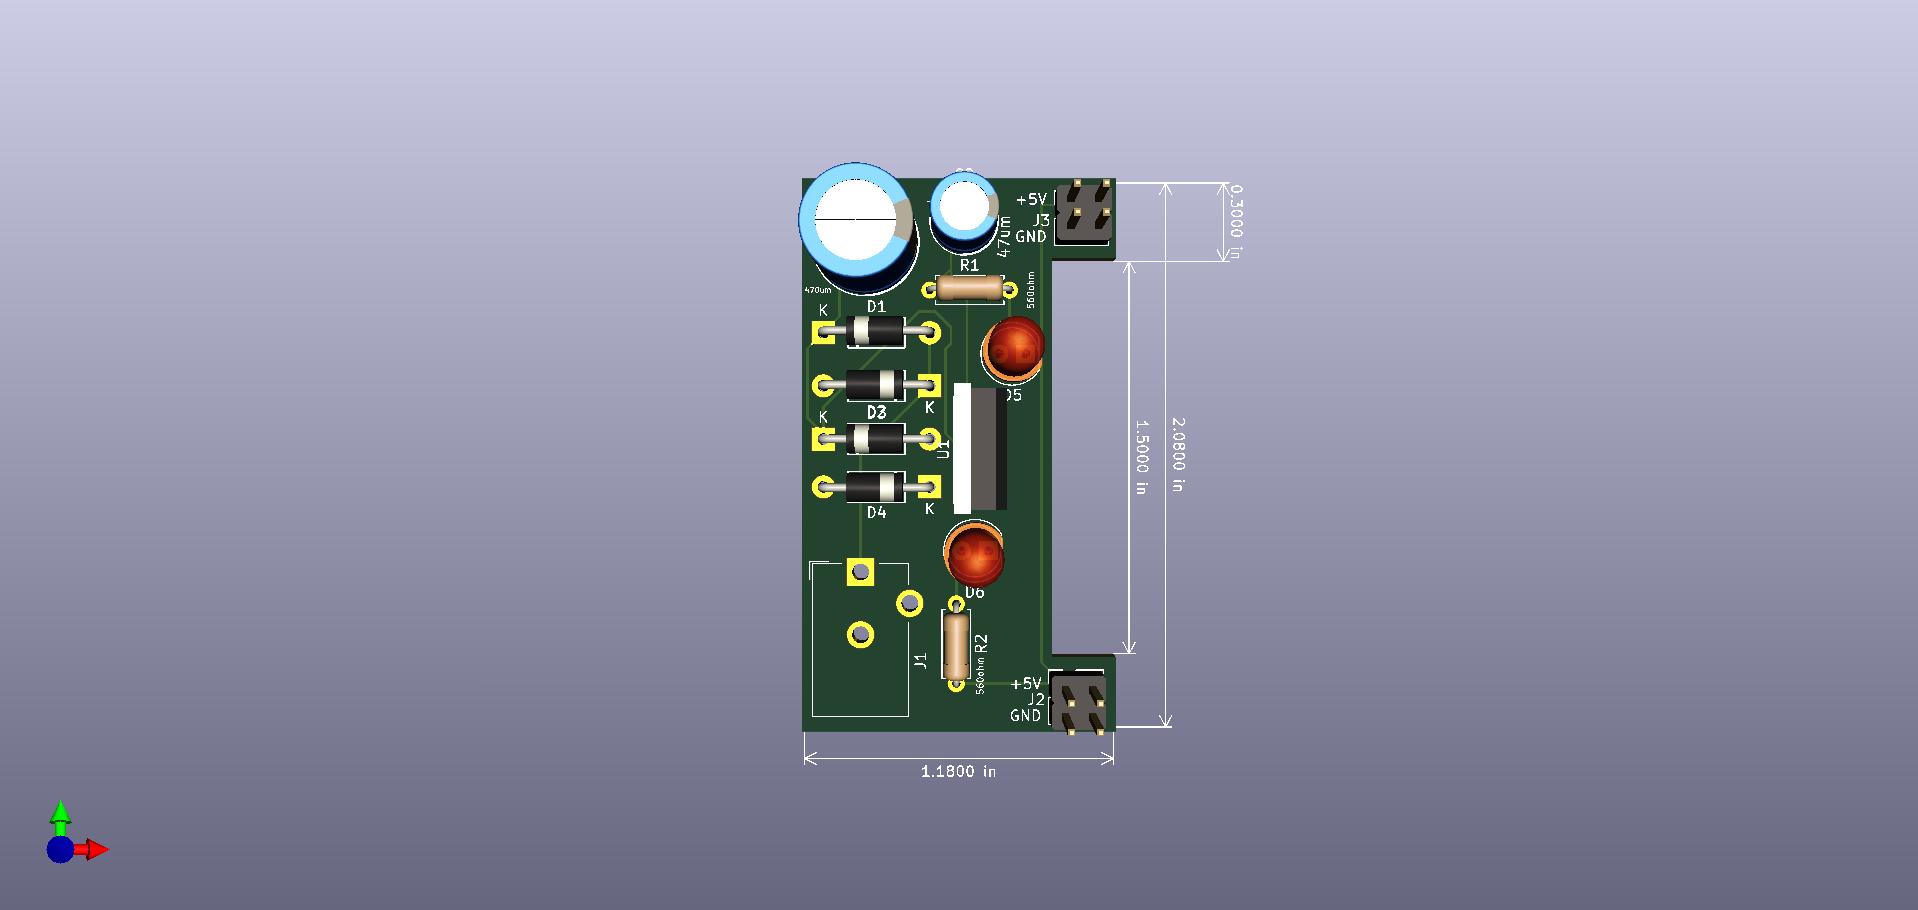 +5V
J3
GND
47um
0.3000 in
R1
560ohm
470um
D1
K
K
D3
K
D5
U1
1.5000 in
2.0800 in
D4
K
D6
J1
R2
560ohm
+5V
J2
GND
1.1800 in